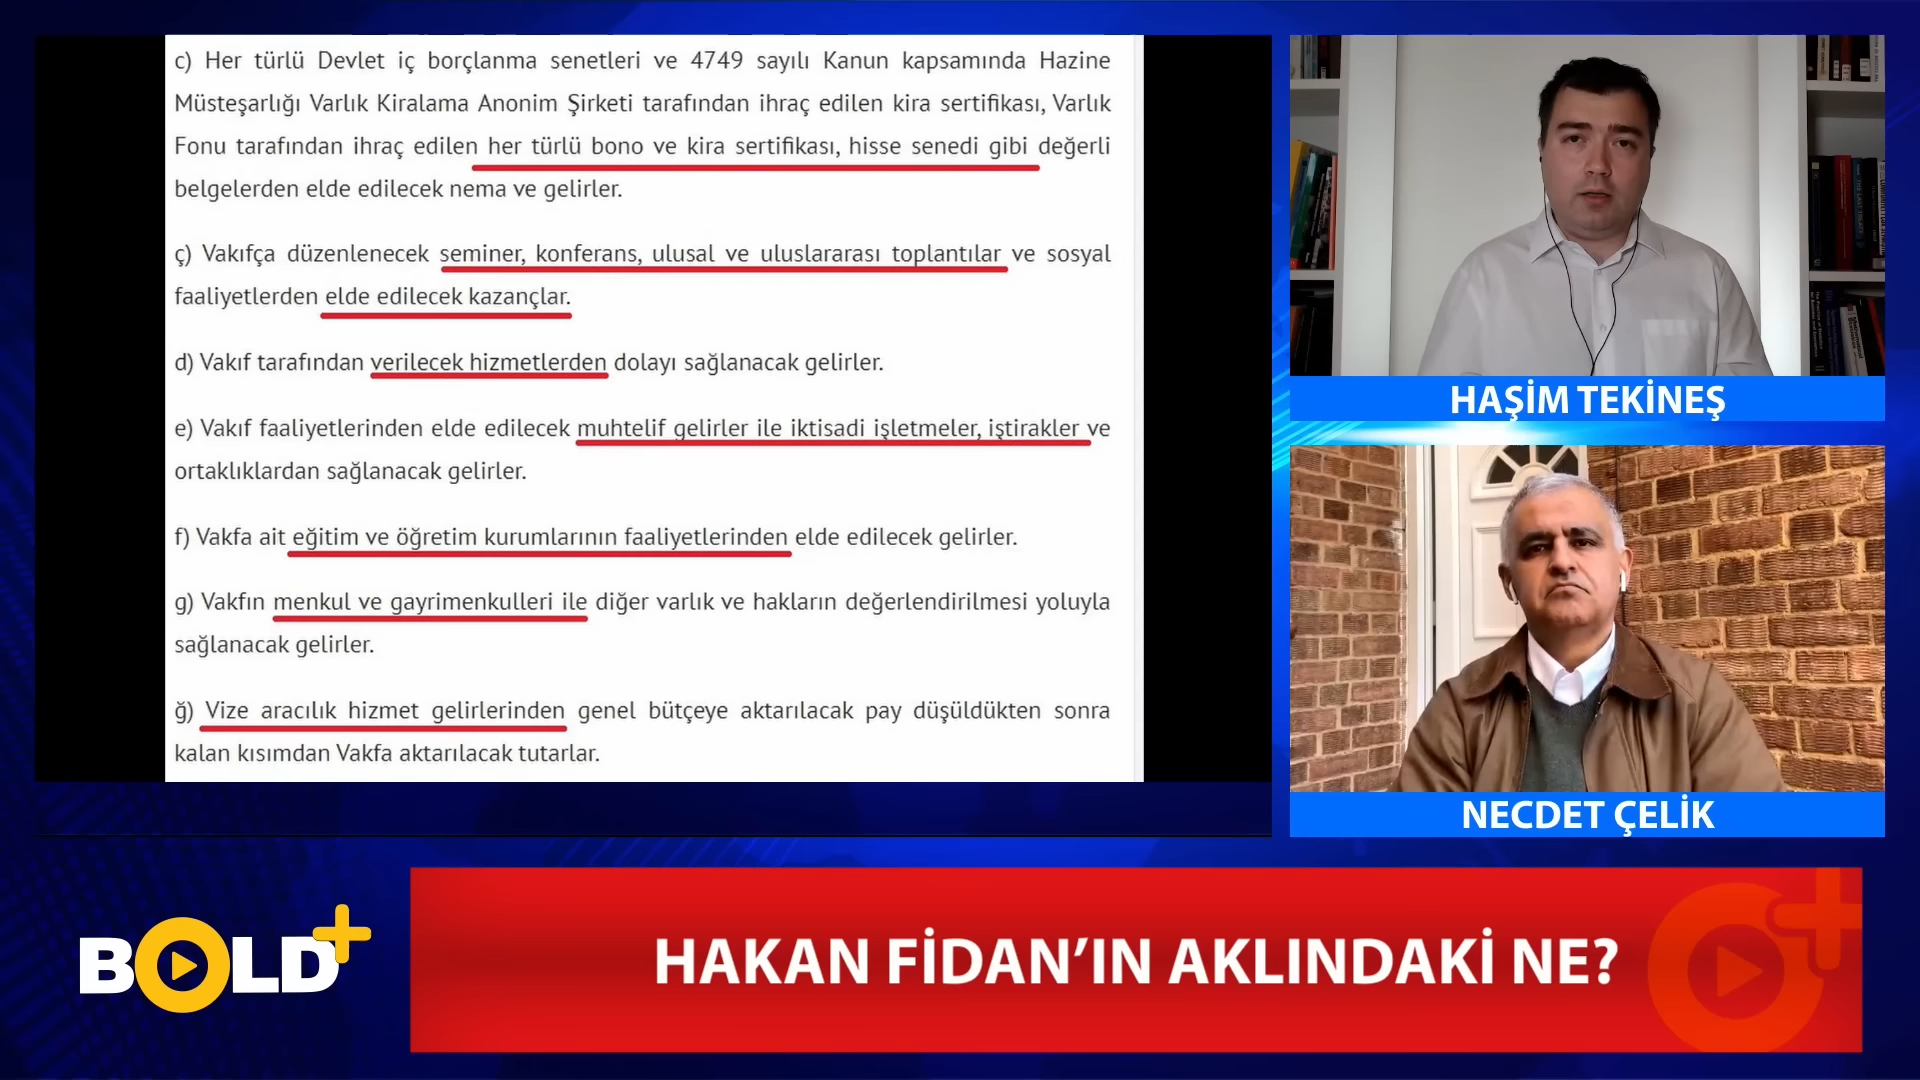 c) Her türlü Devlet iç borçlanma senetleri ve 4749 sayılı Kanun kapsamında Hazine
Müsteşarlığı Varlık Kiralama Anonim Şirketi tarafından ihraç edilen kira sertifikası, Varlık
Fonu tarafından ihraç edilen her türlü bono ve kira sertifikası, hisse senedi gibi değerli
belgelerden elde edilecek nema ve gelirler.
ç) Vakıfça düzenlenecek seminer, konferans, ulusal ve uluslararası toplantılar ve sosyal
faaliyetlerden elde edilecek kazançlar.
d) Vakıf tarafından verilecek hizmetlerden dolayı sağlanacak gelirler.
e) Vakıf faaliyetlerinden elde edilecek muhtelif gelirler ile iktisadi işletmeler, iştirakler ve
ortaklıklardan sağlanacak gelirler.
f) Vakfa ait eğitim ve öğretim kurumlarının faaliyetlerinden elde edilecek gelirler.
g) Vakfın menkul ve gayrimenkulleri ile diğer varlık ve hakların değerlendirilmesi yoluyla
sağlanacak gelirler.
ğ) Vize aracılık hizmet gelirlerinden genel bütçeye aktarılacak pay düşüldükten sonra
kalan kısımdan Vakfa aktarılacak tutarlar.
HAŞİM TEKİNEŞ
NECDET ÇELİK
BOLD+
HAKAN FİDAN'IN AKLINDAKİ NE?